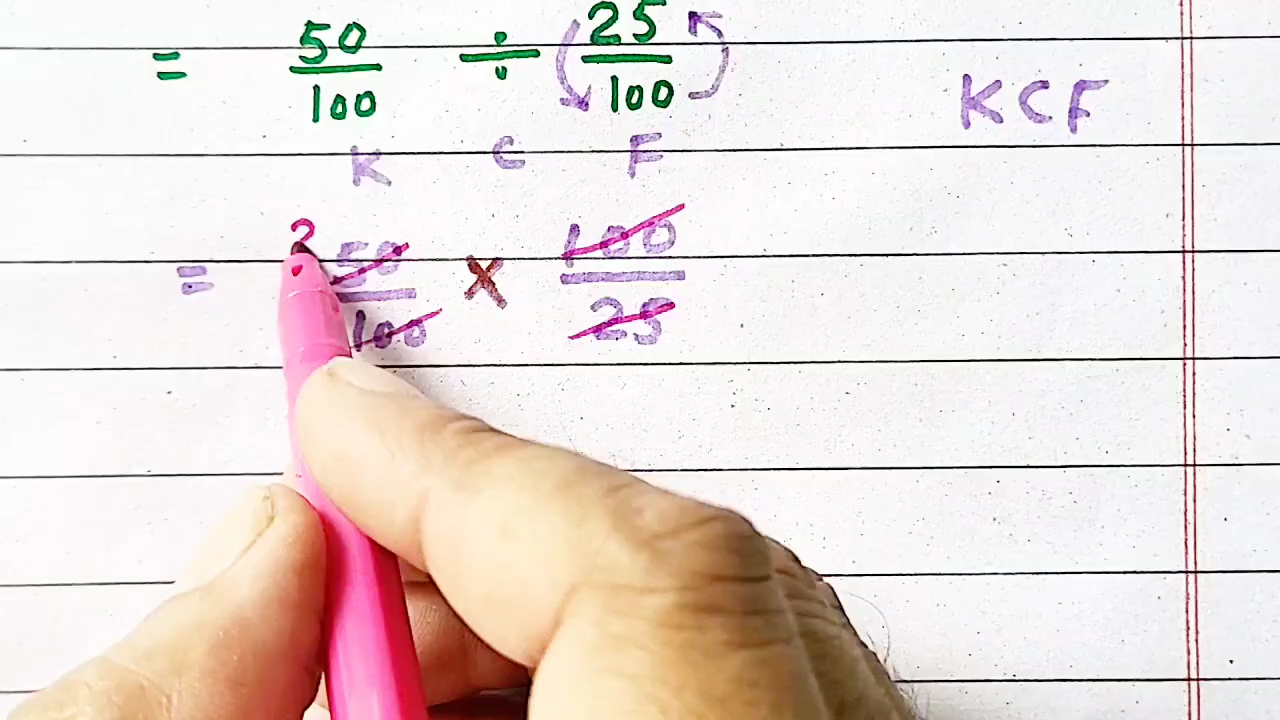 = 50/100 ÷ 25/100
KCF
K C F
2
= 50/100 × 100/25